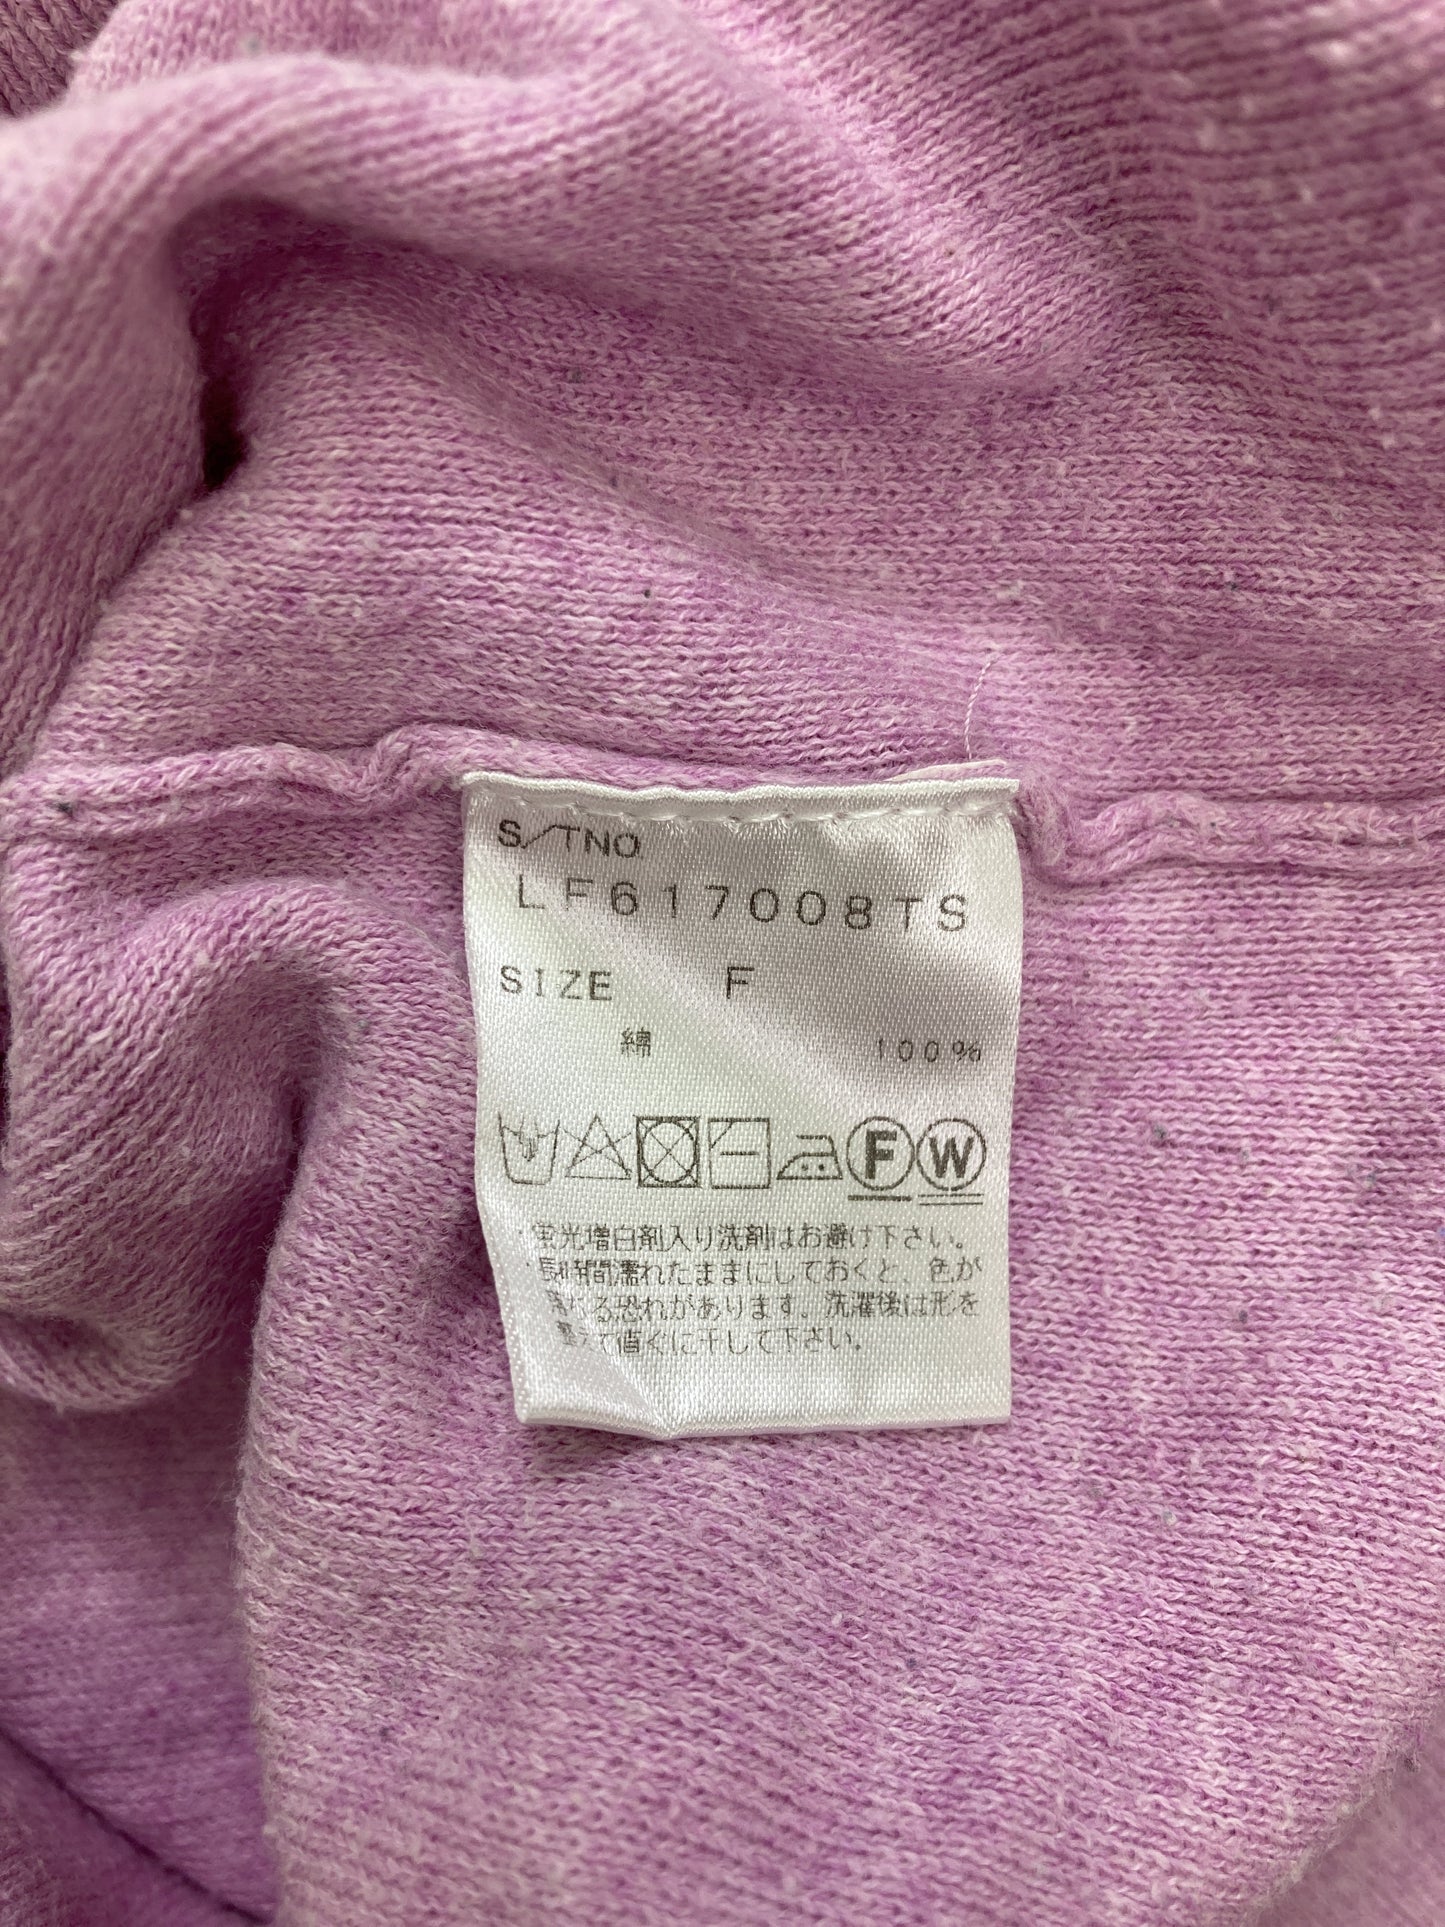 S/TNO
LF617008TS
SIZE F
綿 100%
F W
・蛍光増白剤入り洗剤はお避け下さい。
・長時間濡れたままにしておくと、色が
落ちる恐れがあります。洗濯後は形を
整えて直ぐに干して下さい。